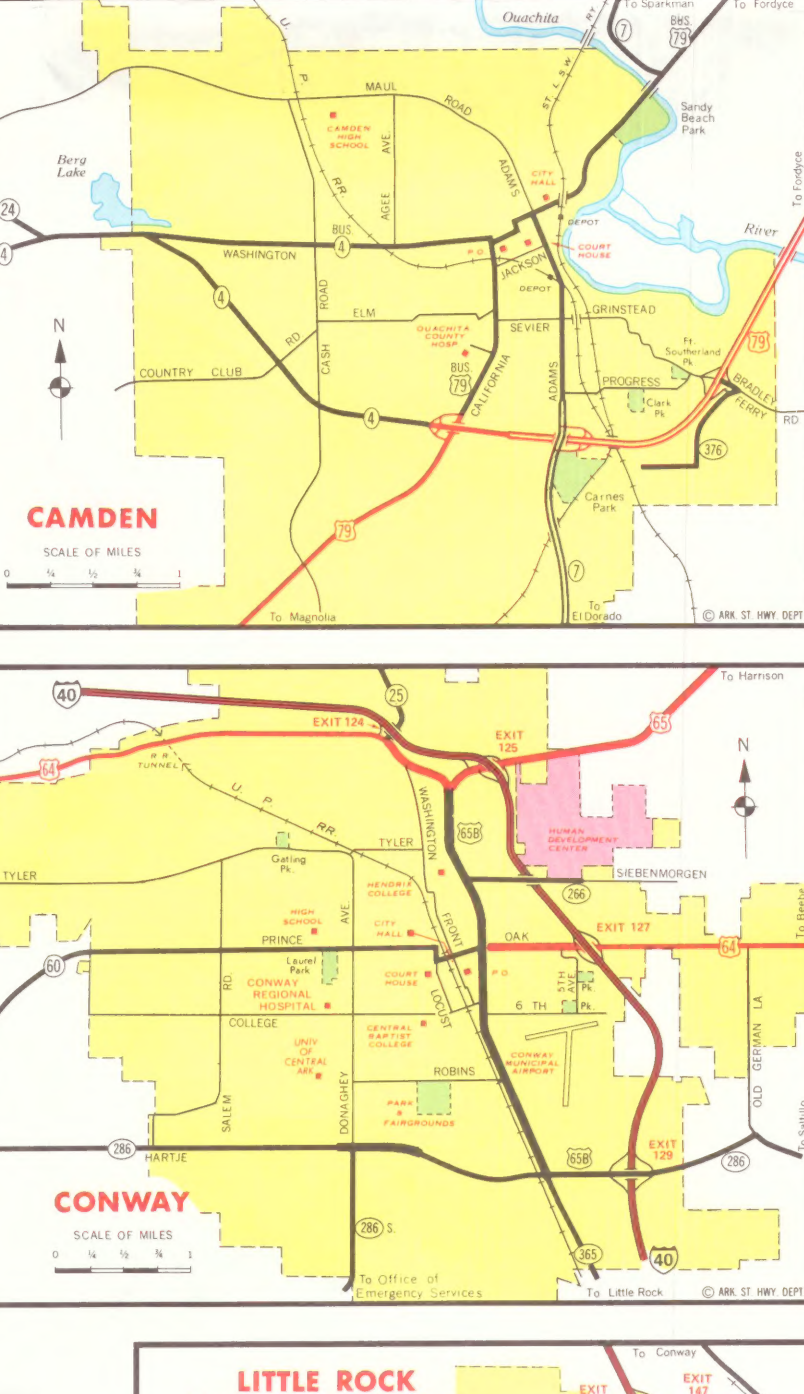 Ouachita
To Sparkman
To Fordyce
RY
BUS.
79
7
U.
P.
RR.
ST. L. S. W.
MAUL
ROAD
CAMDEN
HIGH
SCHOOL
AGEE AVE.
ADAMS
CITY
HALL
Sandy
Beach
Park
Berg
Lake
To Fordyce
24
4
BUS.
4
WASHINGTON
P.O.
JACKSON
DEPOT
COURT
HOUSE
River
DEPOT
4
ELM
SEVIER
GRINSTEAD
N
CASH ROAD
OUACHITA
COUNTY
HOSP.
BUS.
79
CALIFORNIA
ADAMS
Ft.
Southerland
Pk
79
COUNTRY CLUB RD
PROGRESS
Clark
Pk.
BRADLEY
FERRY
RD
4
376
Carnes
Park
CAMDEN
SCALE OF MILES
0 ¼ ½ ¾ 1
79
7
To Magnolia
To
El Dorado
© ARK. ST. HWY. DEPT
40
25
To Harrison
EXIT 124
EXIT
125
65
64
R.R.
TUNNEL
N
U. P. RR.
WASHINGTON
65B
HUMAN
DEVELOPMENT
CENTER
TYLER
Gatling
Pk.
TYLER
HENDRIX
COLLEGE
SIEBENMORGEN
266
HIGH
SCHOOL
AVE.
CITY
HALL
FRONT
OAK
EXIT 127
64
To Beebe
PRINCE
60
Laurel
Park
COURT
HOUSE
P.O.
5TH
AVE
Pk.
Pk.
RD.
CONWAY
REGIONAL
HOSPITAL
LOCUST
6 TH
COLLEGE
CENTRAL
BAPTIST
COLLEGE
UNIV
OF
CENTRAL
ARK
CONWAY
MUNICIPAL
AIRPORT
OLD GERMAN LA
ROBINS
SALEM
DONAGHEY
PARK
&
FAIRGROUNDS
To Saltillo
286
HARTJE
65B
EXIT
129
286
CONWAY
SCALE OF MILES
0 ¼ ½ ¾ 1
286 S.
365
40
To Office of
Emergency Services
To Little Rock
© ARK. ST. HWY. DEPT
LITTLE ROCK
To Conway
EXIT
EXIT
147